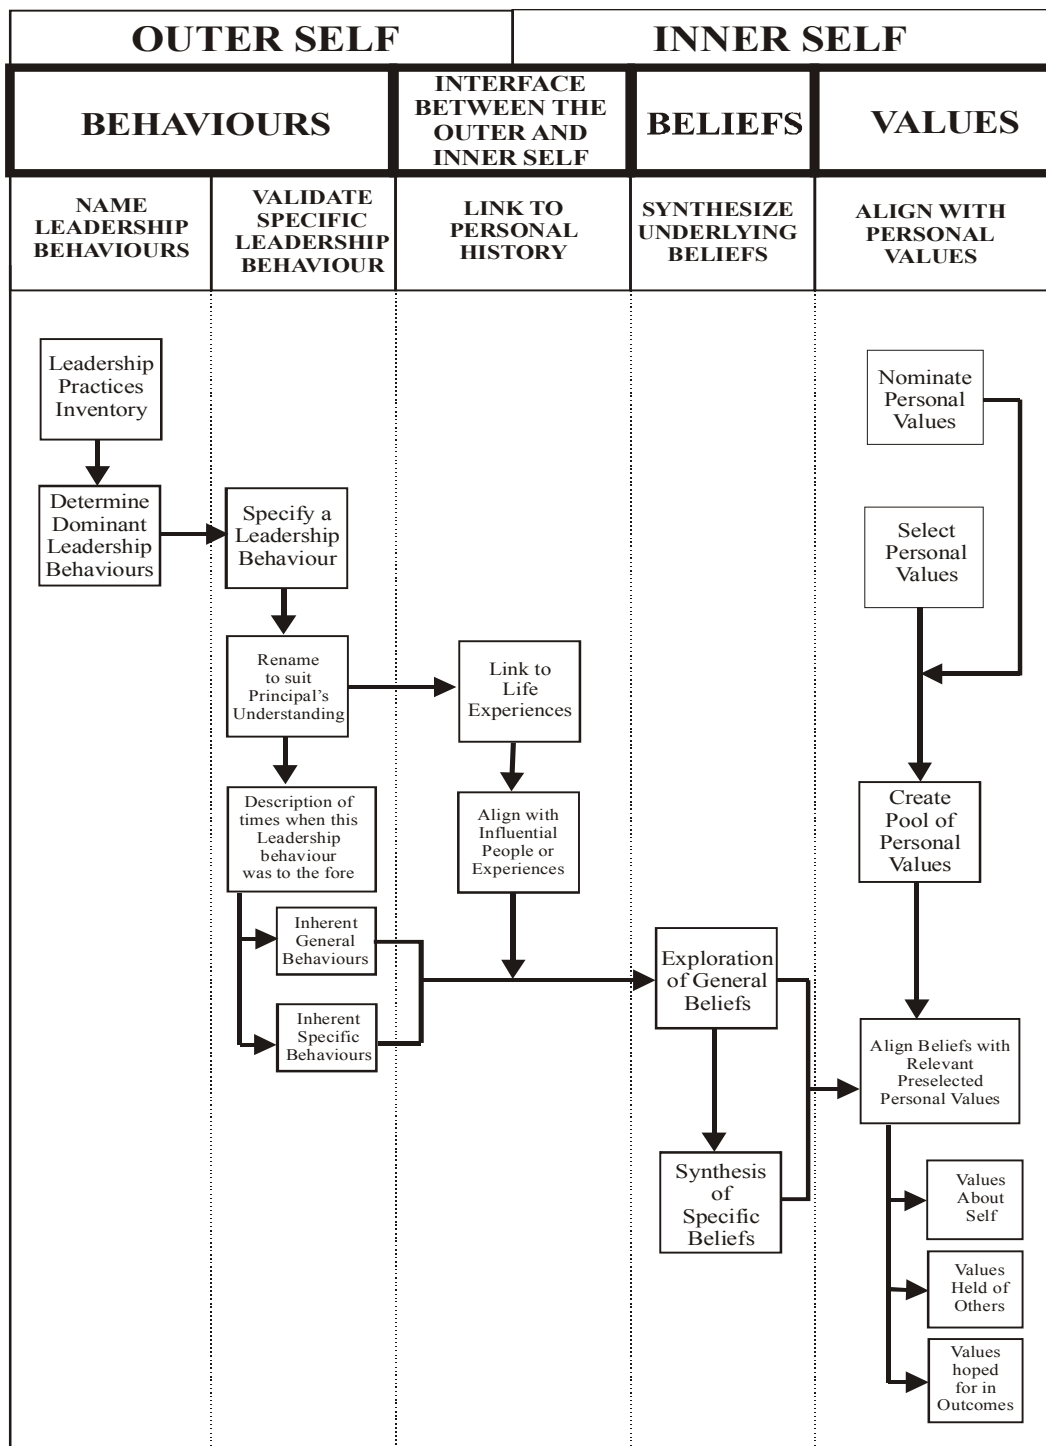 OUTER SELF
INNER SELF
BEHAVIOURS
INTERFACE
BETWEEN THE
OUTER AND
INNER SELF
BELIEFS
VALUES
NAME
LEADERSHIP
BEHAVIOURS
VALIDATE
SPECIFIC
LEADERSHIP
BEHAVIOUR
LINK TO
PERSONAL
HISTORY
SYNTHESIZE
UNDERLYING
BELIEFS
ALIGN WITH
PERSONAL
VALUES
Leadership
Practices
Inventory
Determine
Dominant
Leadership
Behaviours
Specify a
Leadership
Behaviour
Rename
to suit
Principal's
Understanding
Description of
times when this
Leadership
behaviour
was to the fore
Inherent
General
Behaviours
Inherent
Specific
Behaviours
Link to
Life
Experiences
Align with
Influential
People or
Experiences
Exploration
of General
Beliefs
Synthesis
of
Specific
Beliefs
Nominate
Personal
Values
Select
Personal
Values
Create
Pool of
Personal
Values
Align Beliefs with
Relevant
Preselected
Personal Values
Values
About
Self
Values
Held of
Others
Values
hoped
for in
Outcomes